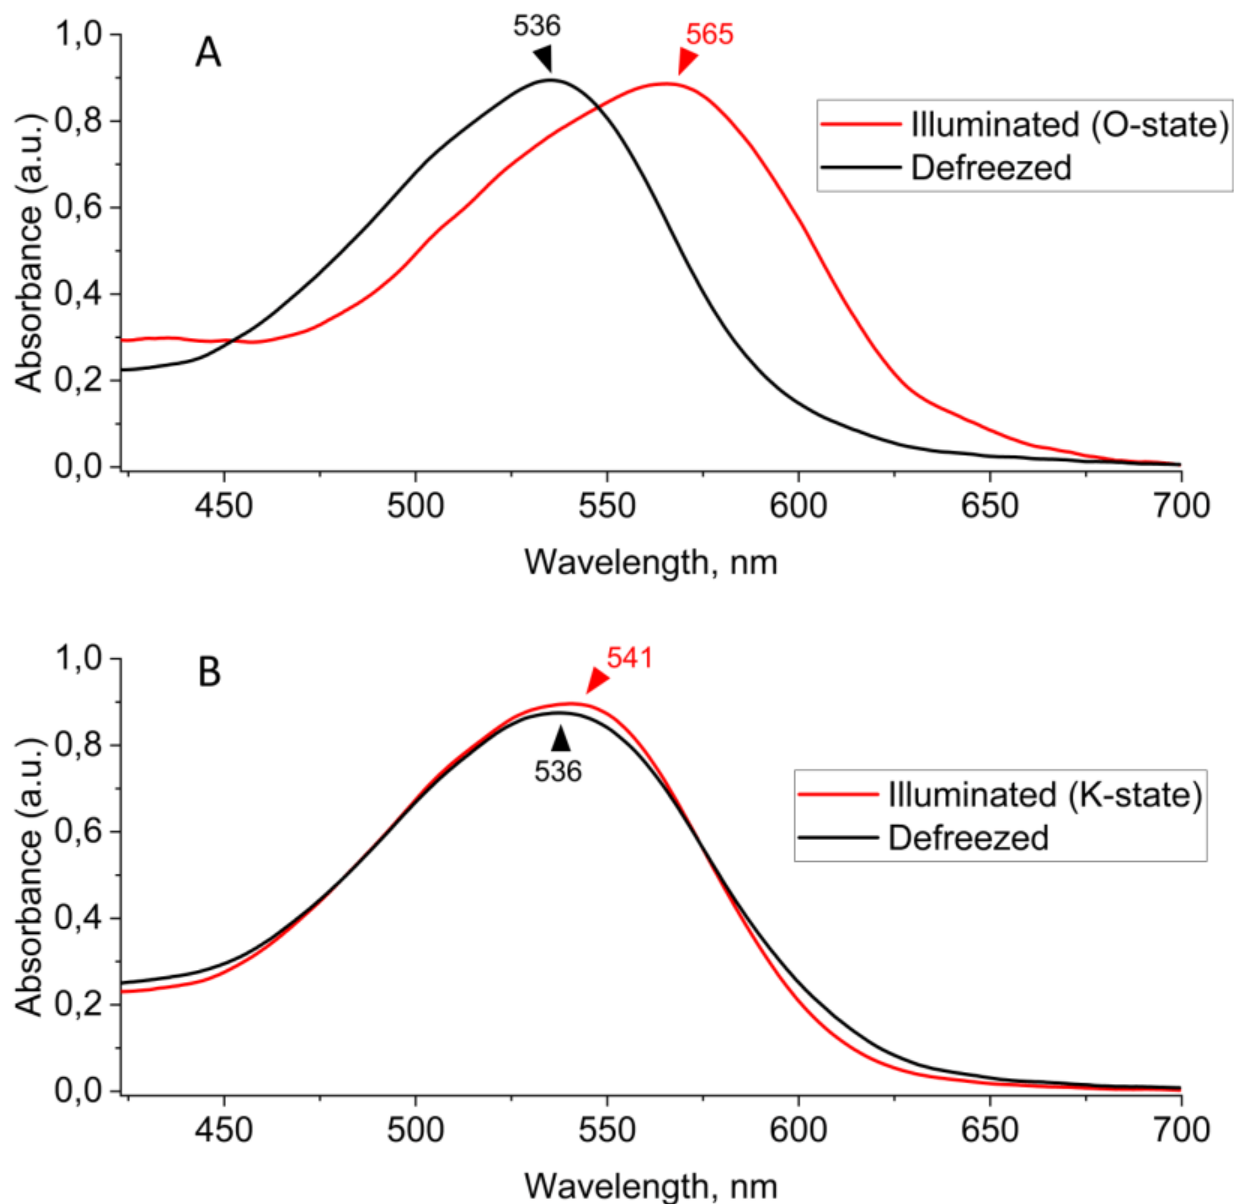 A
536
565
Illuminated (O-state)
Defreezed
Absorbance (a.u.)
1,0
0,8
0,6
0,4
0,2
0,0
450 500 550 600 650 700
Wavelength, nm
B
541
536
Illuminated (K-state)
Defreezed
Absorbance (a.u.)
1,0
0,8
0,6
0,4
0,2
0,0
450 500 550 600 650 700
Wavelength, nm